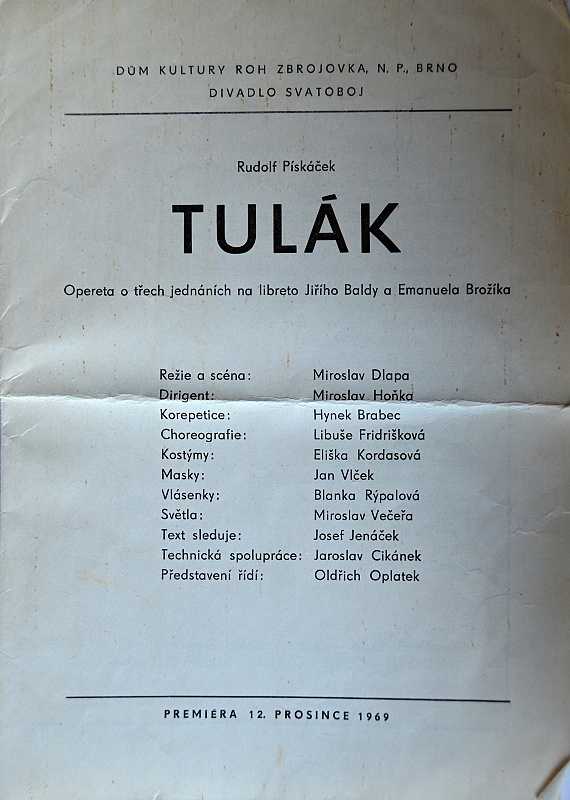 DŮM KULTURY ROH ZBROJOVKA, N. P., BRNO
DIVADLO SVATOBOJ
Rudolf Pískáček
TULÁK
Opereta o třech jednáních na libreto Jiřího Baldy a Emanuela Brožíka
Režie a scéna: Miroslav Dlapa
Dirigent: Miroslav Hoňka
Korepetice: Hynek Brabec
Choreografie: Libuše Fridrišková
Kostýmy: Eliška Kordasová
Masky: Jan Vlček
Vlásenky: Blanka Rýpalová
Světla: Miroslav Večeřa
Text sleduje: Josef Jenáček
Technická spolupráce: Jaroslav Cikánek
Představení řídí: Oldřich Oplatek
PREMIÉRA 12. PROSINCE 1969